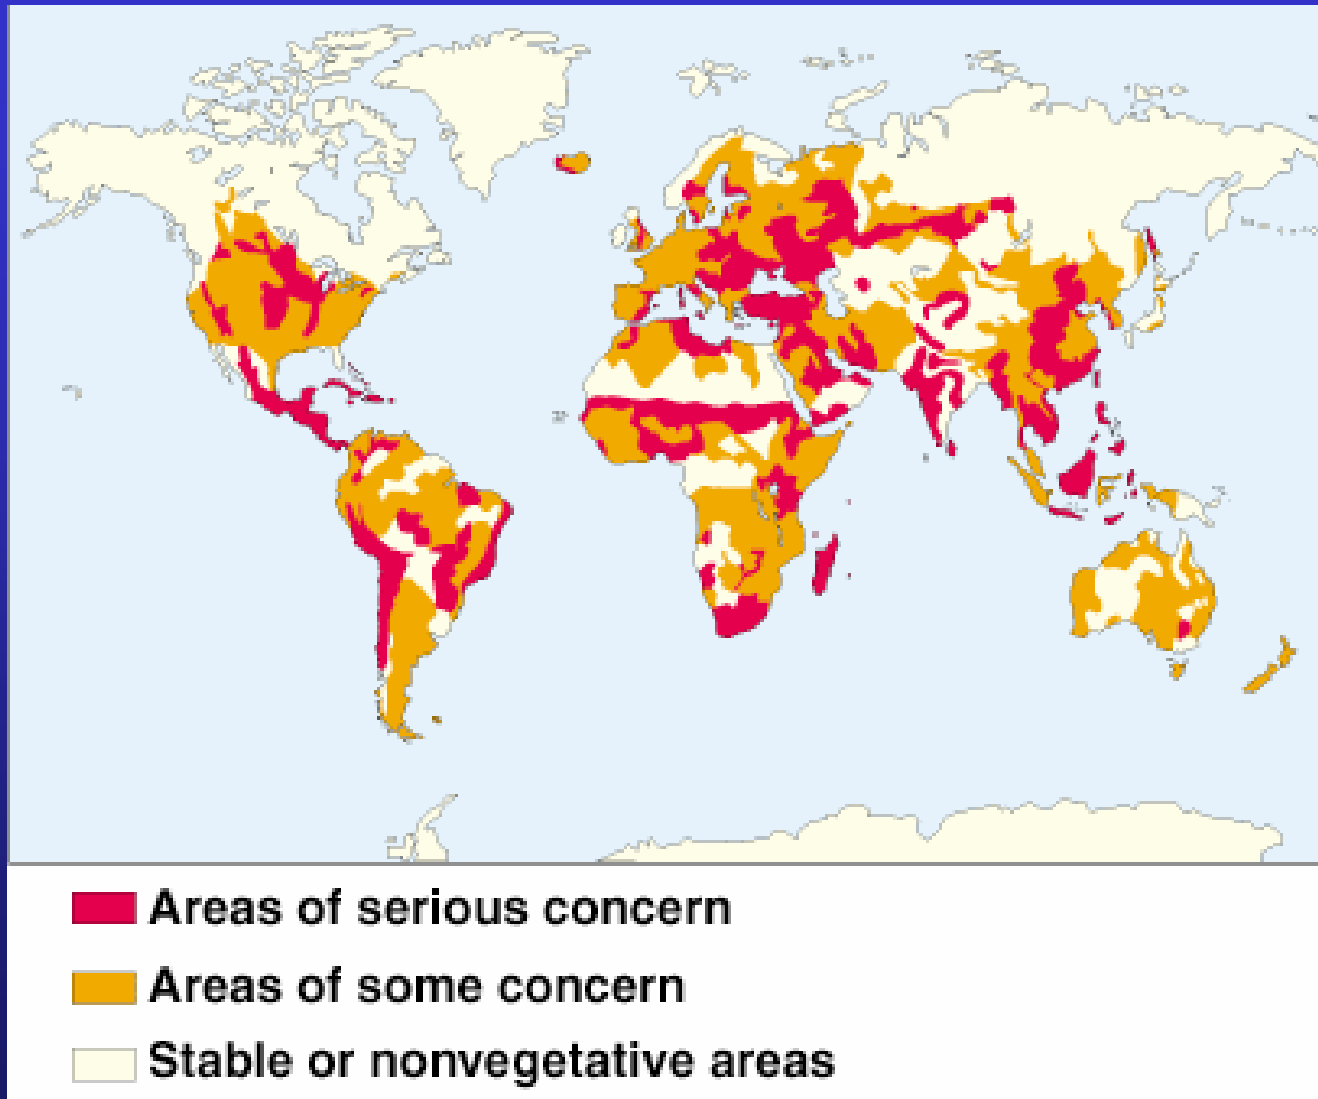 Areas of serious concern
Areas of some concern
Stable or nonvegetative areas